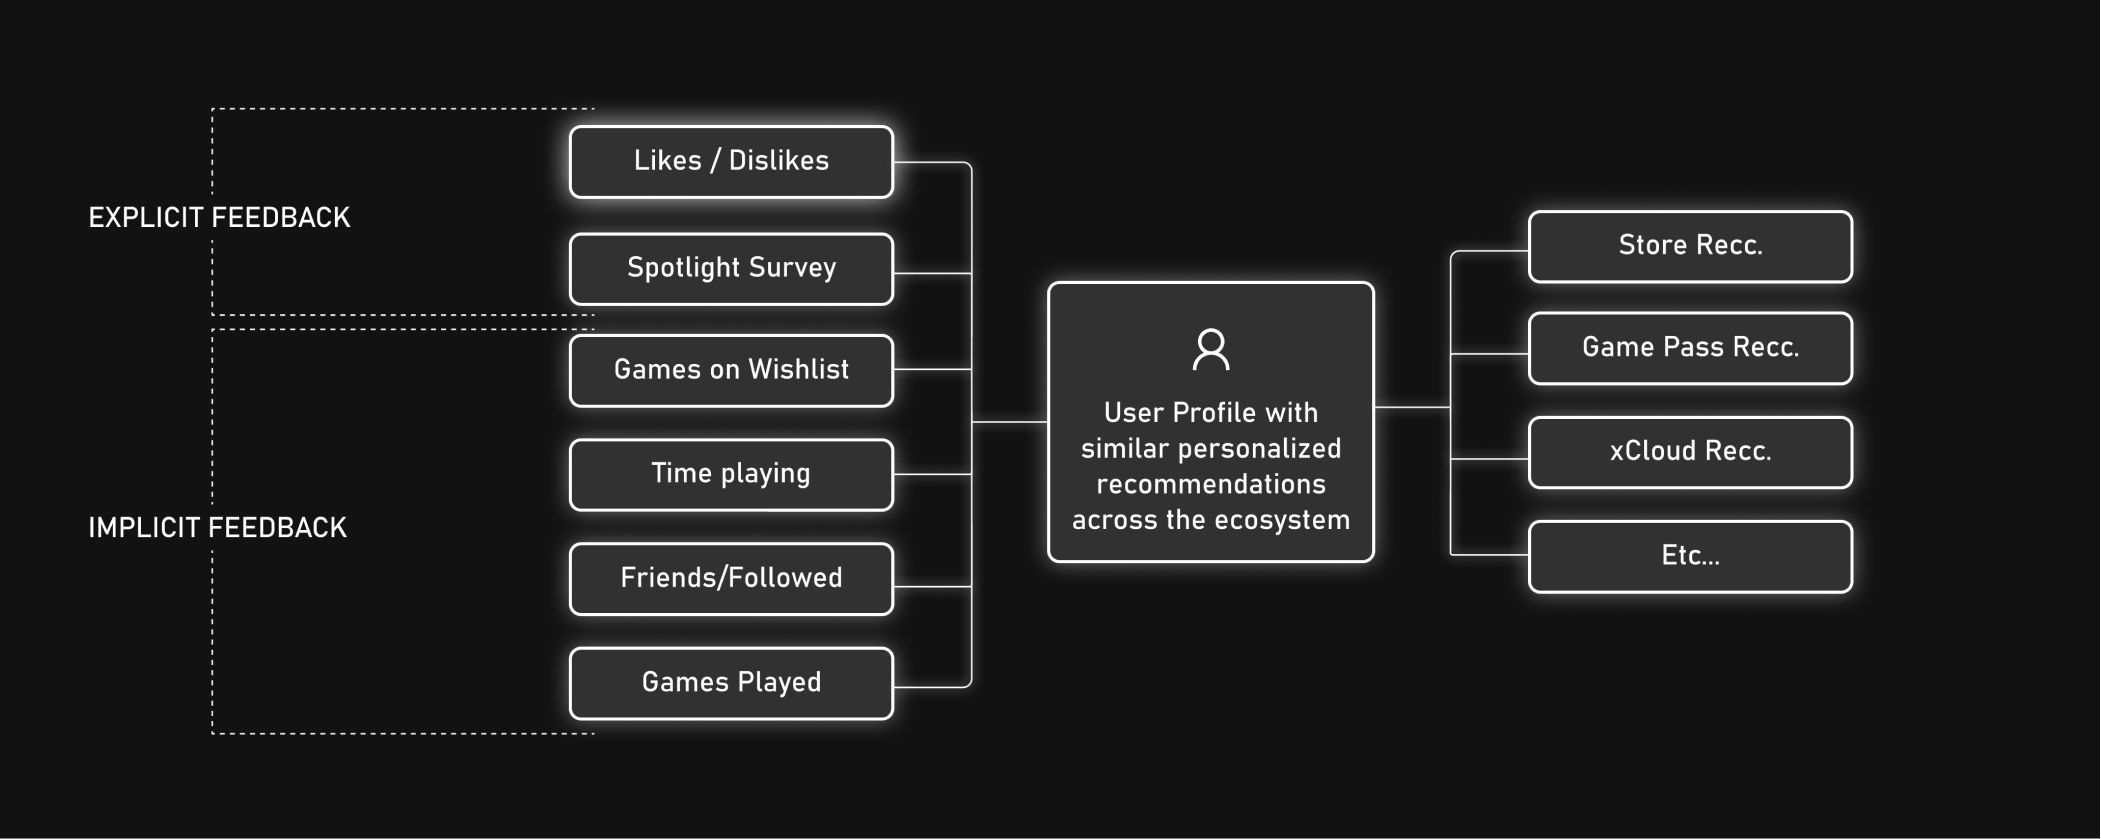 EXPLICIT FEEDBACK
Likes / Dislikes
Spotlight Survey
IMPLICIT FEEDBACK
Games on Wishlist
Time playing
Friends/Followed
Games Played
User Profile with
similar personalized
recommendations
across the ecosystem
Store Recc.
Game Pass Recc.
xCloud Recc.
Etc...